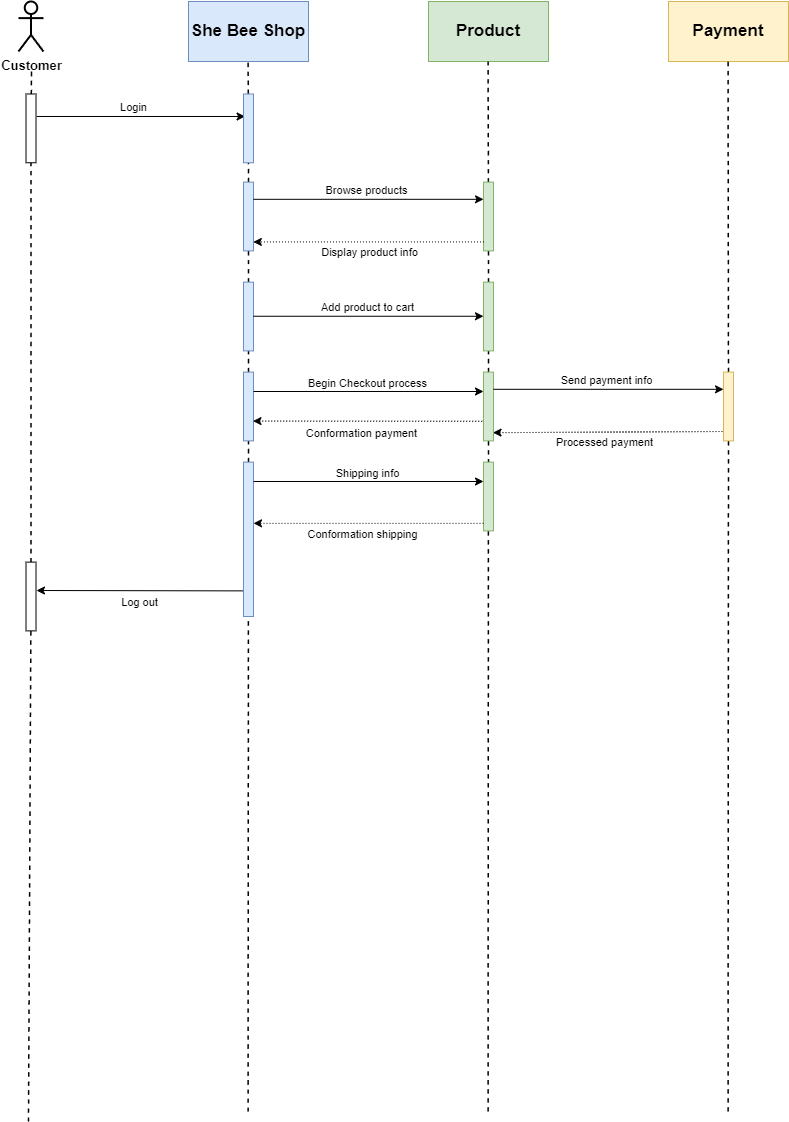 She Bee Shop
Product
Payment
Customer
Login
Browse products
Display product info
Add product to cart
Begin Checkout process
Send payment info
Conformation payment
Processed payment
Shipping info
Conformation shipping
Log out